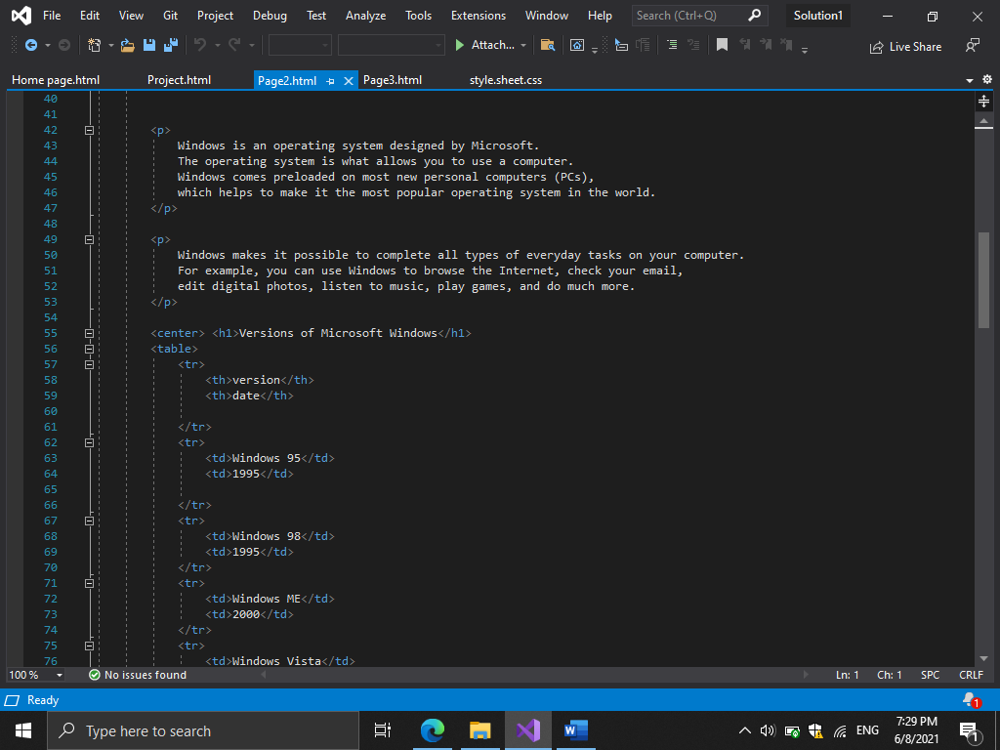 File Edit View Git Project Debug Test Analyze Tools Extensions Window Help Search (Ctrl+Q) Solution1
Attach... Live Share
Home page.html Project.html Page2.html Page3.html style.sheet.css
40
41
42 <p>
43 Windows is an operating system designed by Microsoft.
44 The operating system is what allows you to use a computer.
45 Windows comes preloaded on most new personal computers (PCs),
46 which helps to make it the most popular operating system in the world.
47 </p>
48
49 <p>
50 Windows makes it possible to complete all types of everyday tasks on your computer.
51 For example, you can use Windows to browse the Internet, check your email,
52 edit digital photos, listen to music, play games, and do much more.
53 </p>
54
55 <center> <h1>Versions of Microsoft Windows</h1>
56 <table>
57 <tr>
58 <th>version</th>
59 <th>date</th>
60
61 </tr>
62 <tr>
63 <td>Windows 95</td>
64 <td>1995</td>
65
66 </tr>
67 <tr>
68 <td>Windows 98</td>
69 <td>1995</td>
70 </tr>
71 <tr>
72 <td>Windows ME</td>
73 <td>2000</td>
74 </tr>
75 <tr>
76 <td>Windows Vista</td>
100 % No issues found Ln: 1 Ch: 1 SPC CRLF
Ready 1
Type here to search ENG 7:29 PM
6/8/2021 1